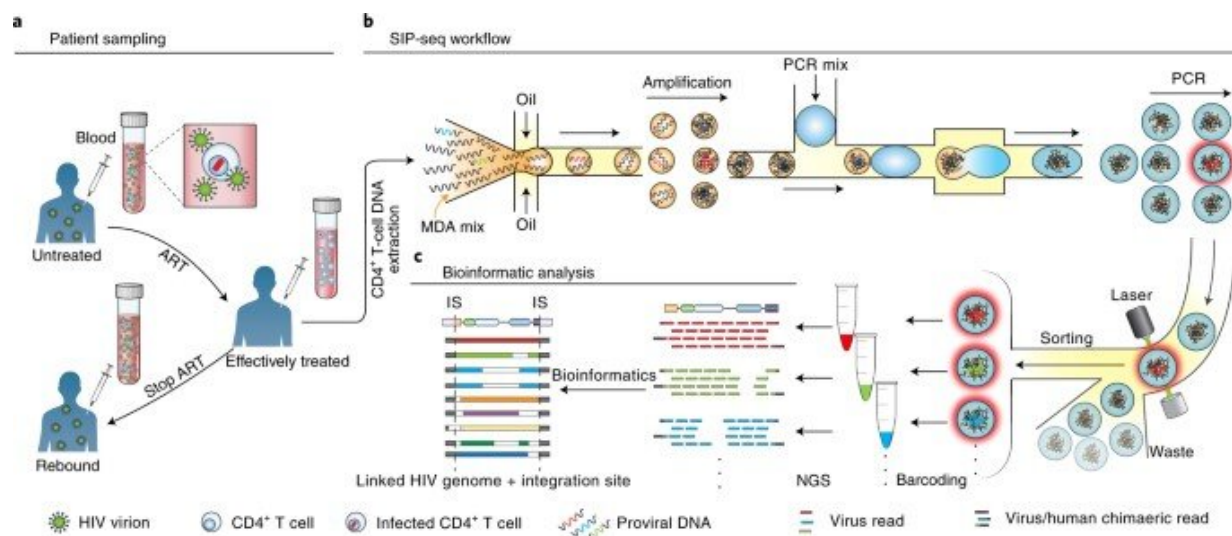 a
Patient sampling
Blood
Untreated
ART
Effectively treated
Stop ART
Rebound
CD4⁺ T-cell DNA
extraction
b
SIP-seq workflow
MDA mix
Oil
Oil
Amplification
PCR mix
PCR
Laser
Sorting
Waste
Barcoding
NGS
c
Bioinformatic analysis
IS
IS
Bioinformatics
Linked HIV genome + integration site
HIV virion
CD4⁺ T cell
Infected CD4⁺ T cell
Proviral DNA
Virus read
Virus/human chimaeric read